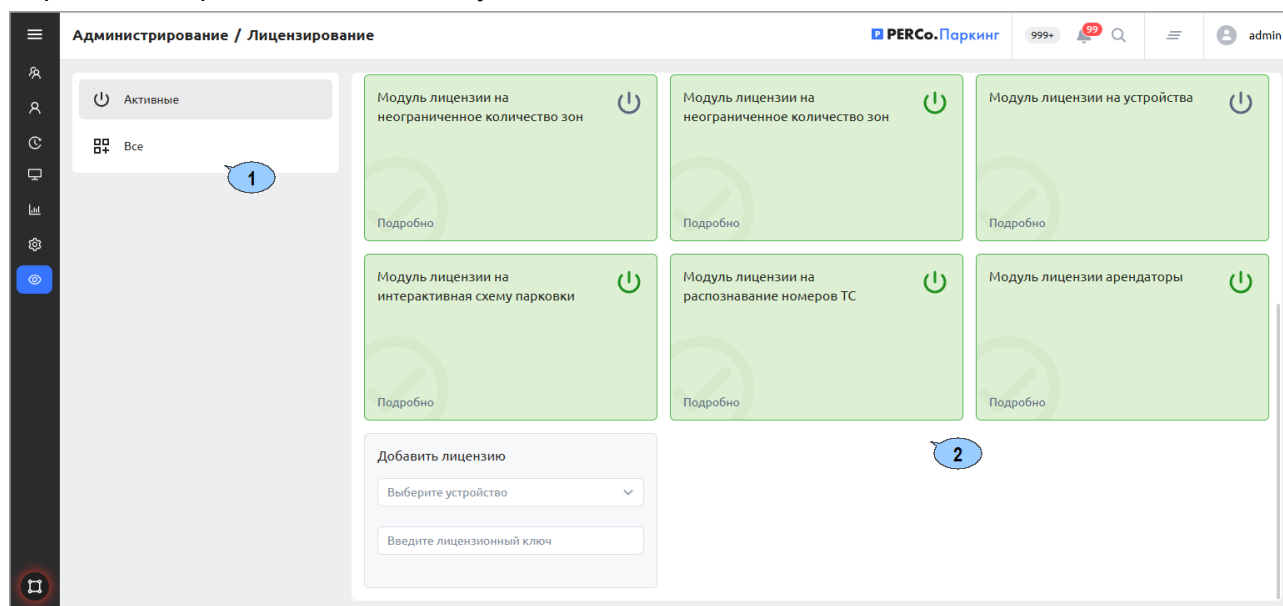 Администрирование / Лицензирование
PERCo.Паркинг
999+
99
admin
Активные
Все
1
Модуль лицензии на
неограниченное количество зон
Подробно
Модуль лицензии на
неограниченное количество зон
Подробно
Модуль лицензии на устройства
Подробно
Модуль лицензии на
интерактивная схему парковки
Подробно
Модуль лицензии на
распознавание номеров ТС
Подробно
Модуль лицензии арендаторы
Подробно
2
Добавить лицензию
Выберите устройство
Введите лицензионный ключ